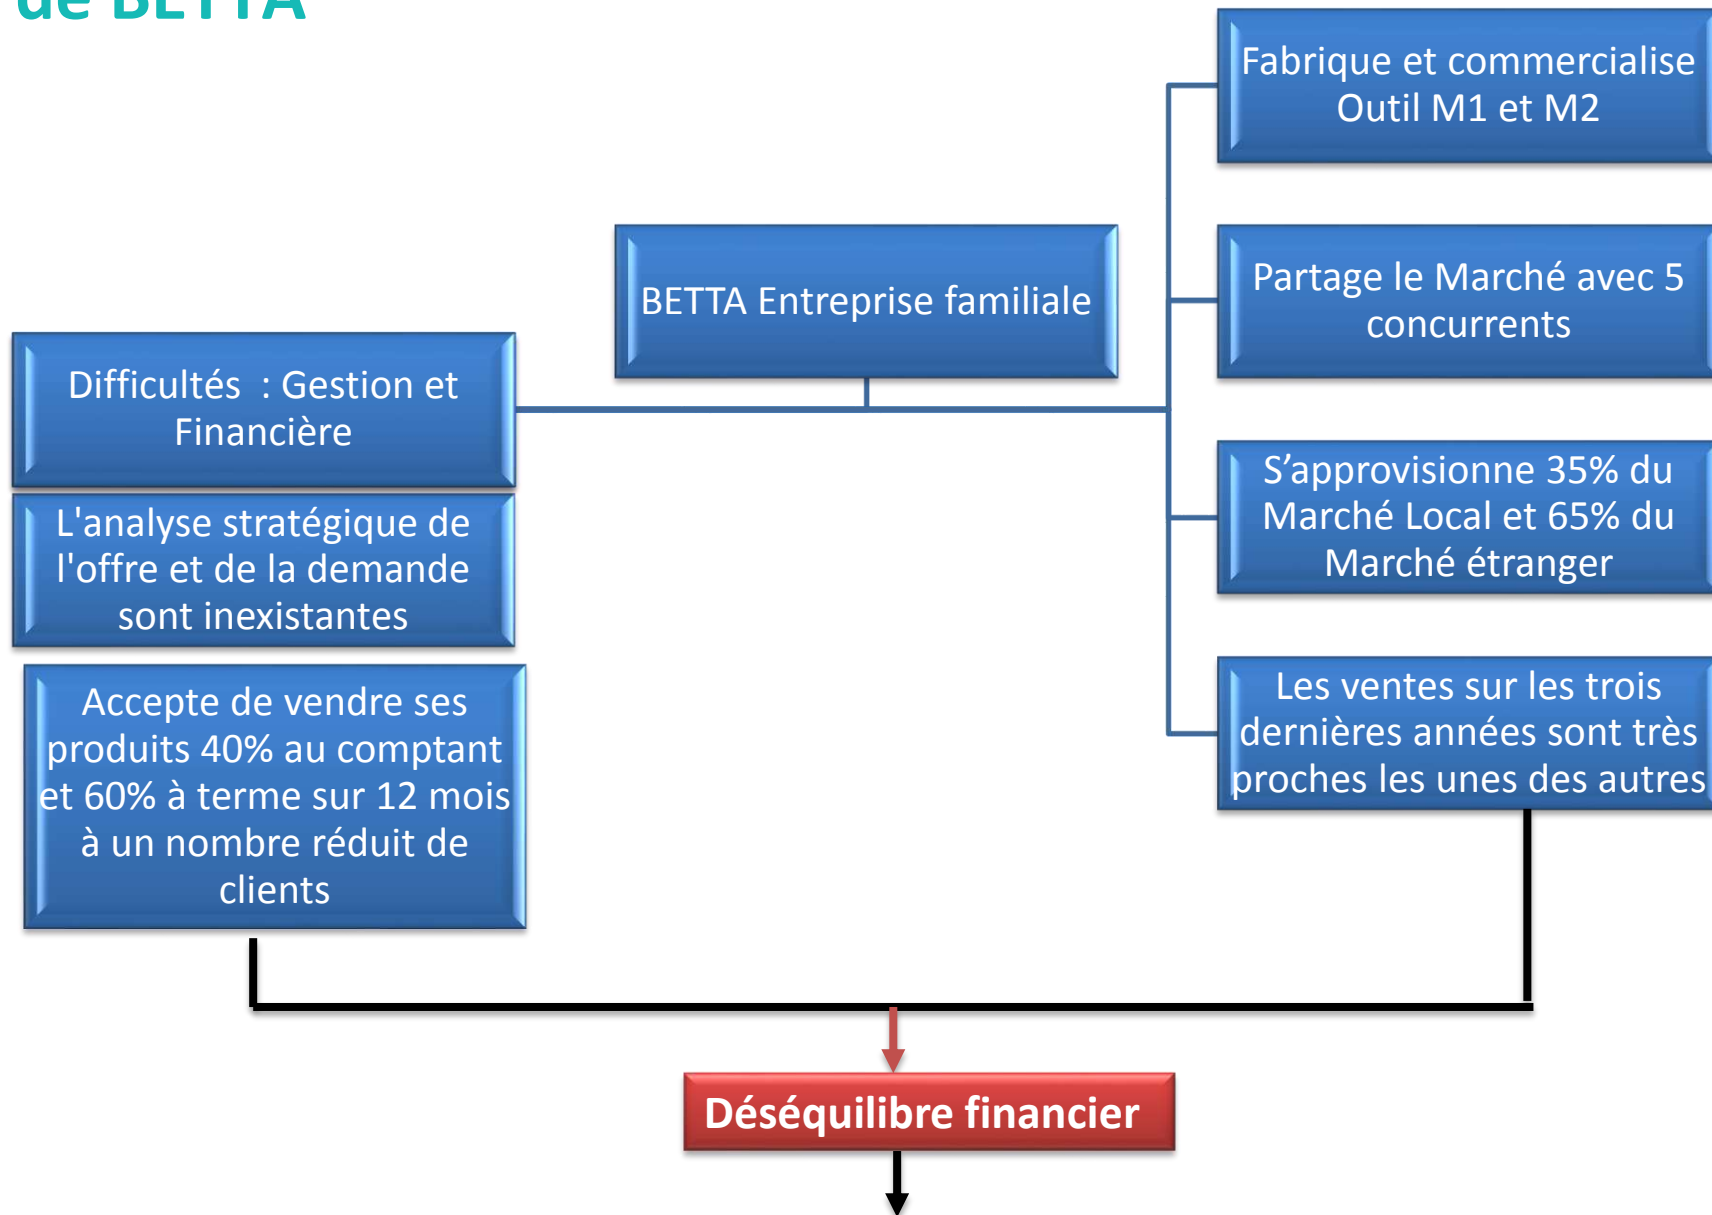 de BETTA
BETTA Entreprise familiale
Difficultés  : Gestion et
Financière
L'analyse stratégique de
l'offre et de la demande
sont inexistantes
Accepte de vendre ses
produits 40% au comptant
et 60% à terme sur 12 mois
à un nombre réduit de
clients
Fabrique et commercialise
Outil M1 et M2
Partage le Marché avec 5
concurrents
S’approvisionne 35% du
Marché Local et 65% du
Marché étranger
Les ventes sur les trois
dernières années sont très
proches les unes des autres
Déséquilibre financier